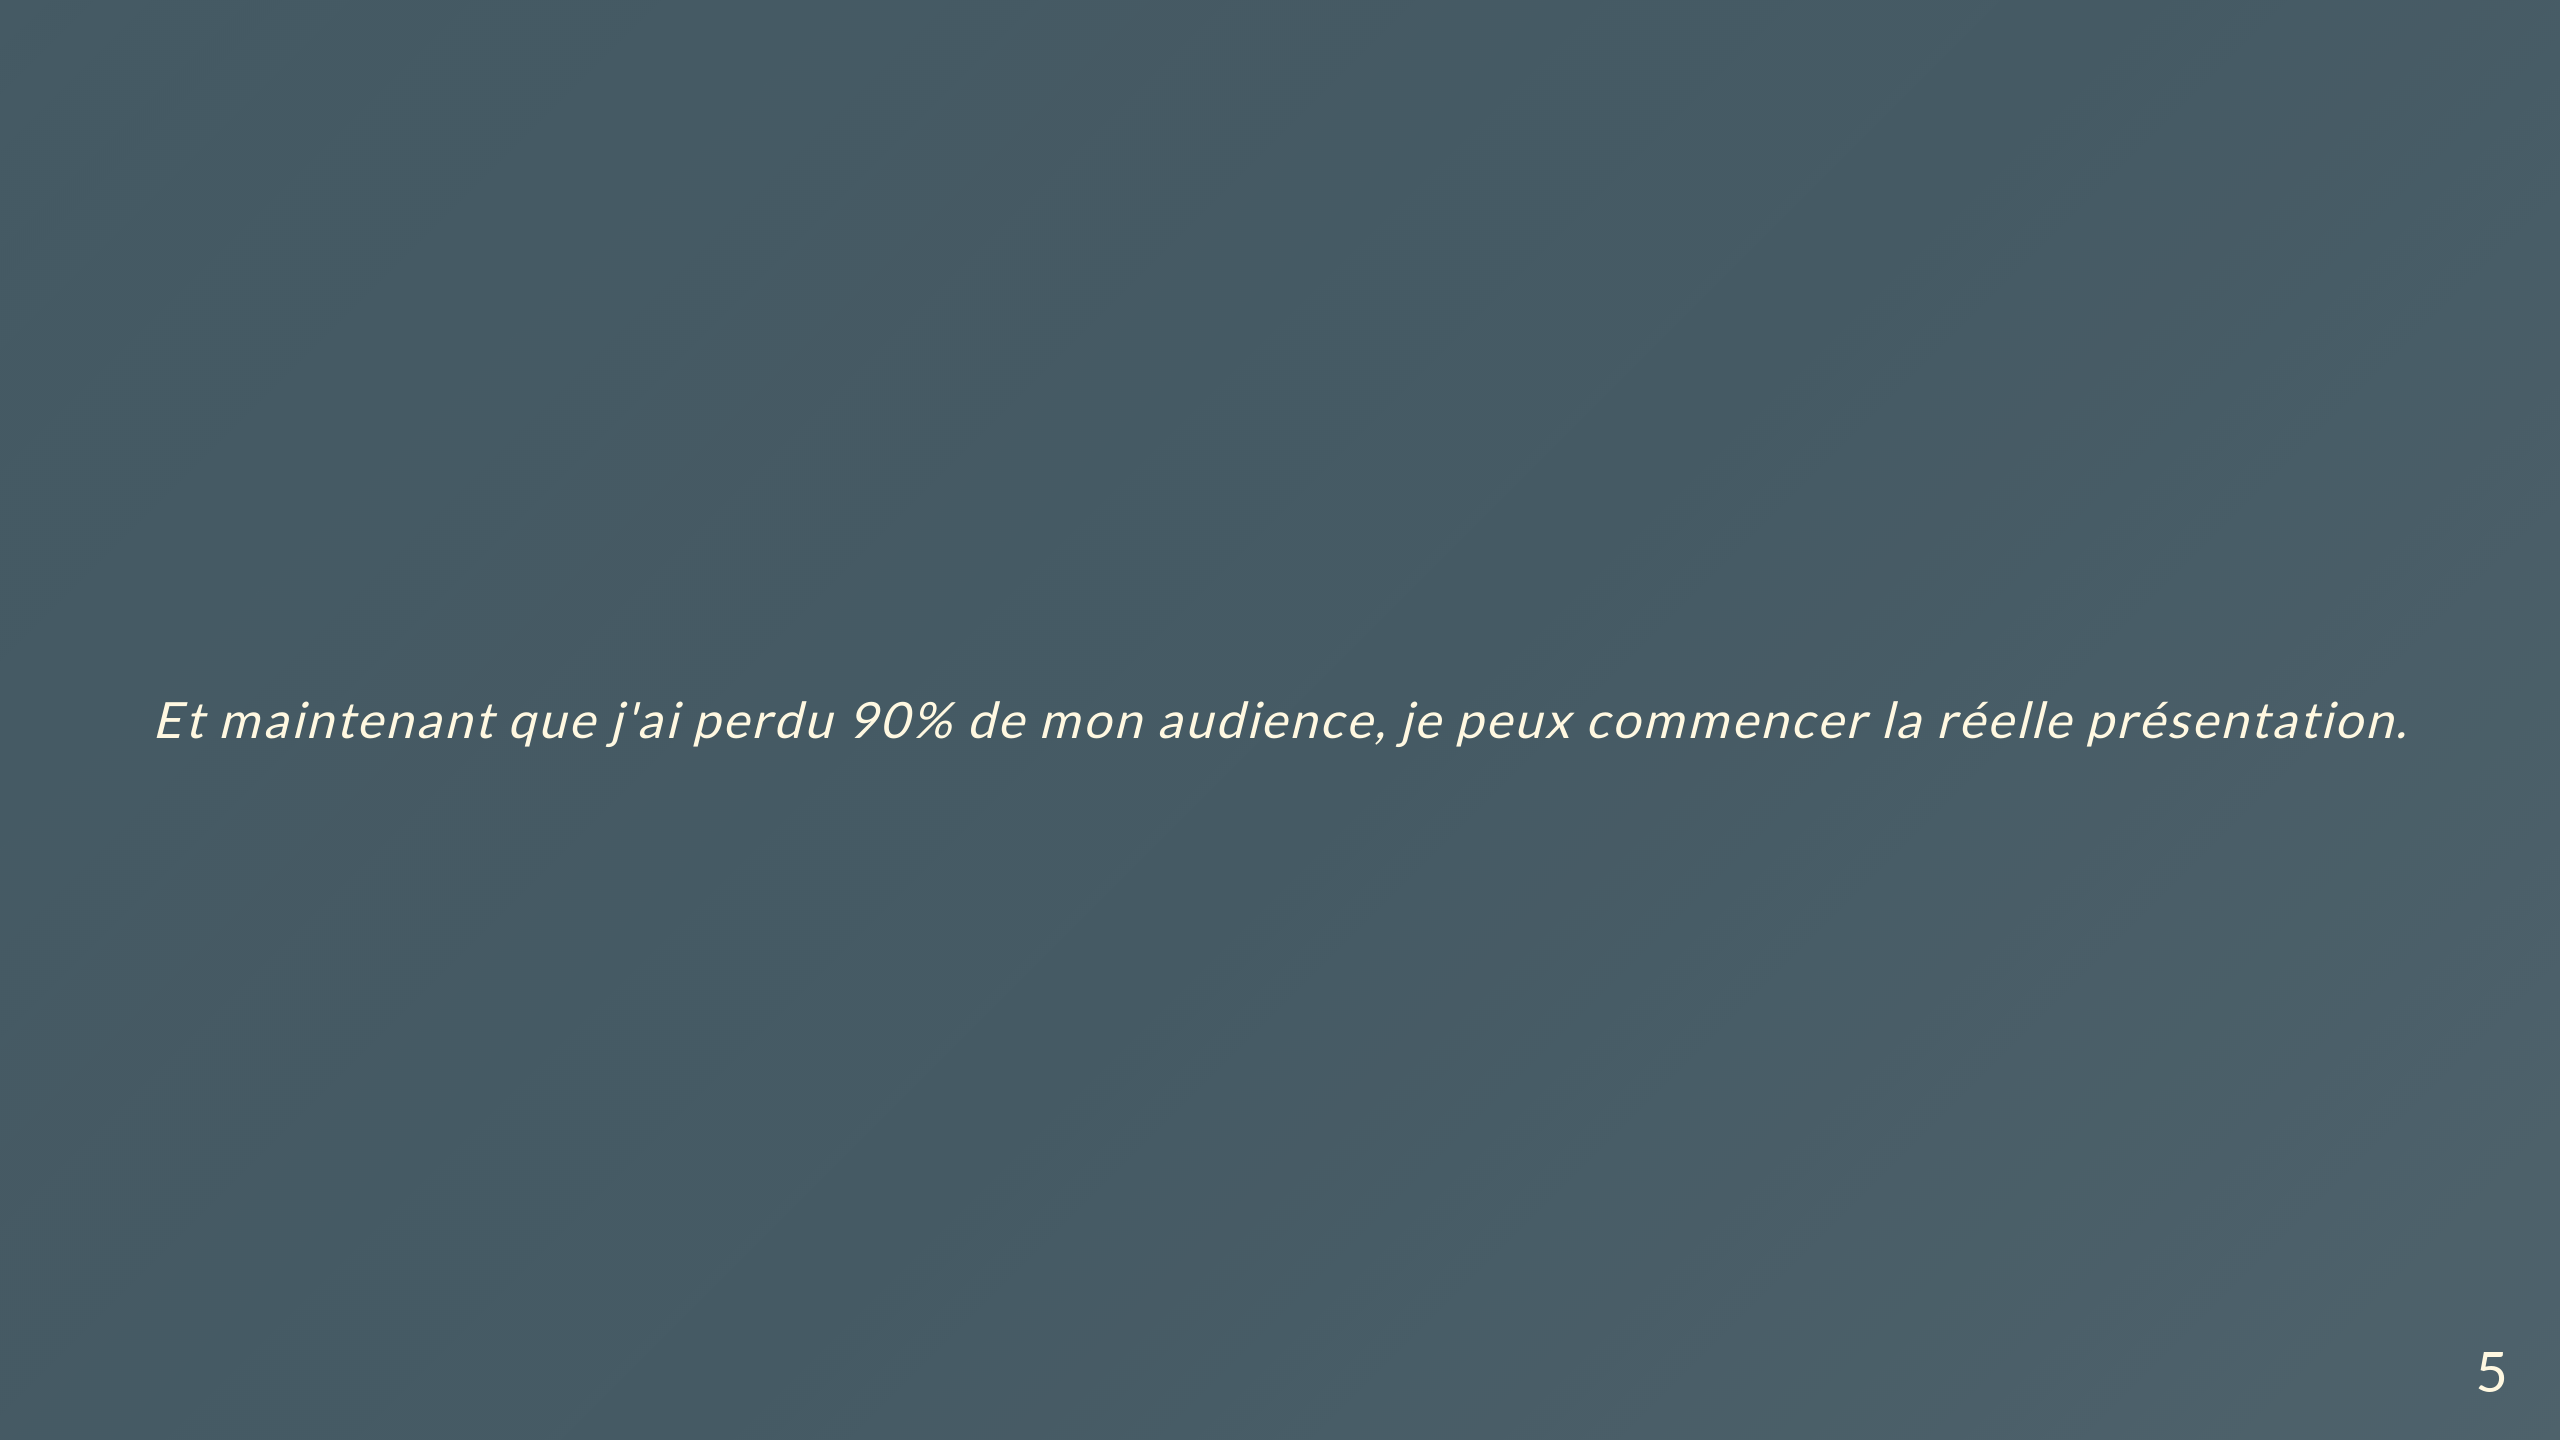 Et maintenant que j'ai perdu 90% de mon audience, je peux commencer la réelle présentation.
5